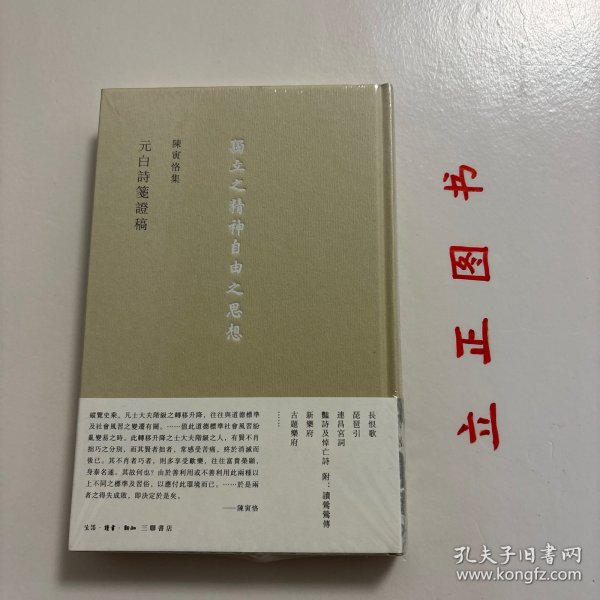 獨立之精神自由之思想
陳寅恪集
元白詩箋證稿
長恨歌
琵琶引
連昌宮詞
豔詩及悼亡詩 附：讀鶯鶯傳
新樂府
古題樂府
……
縱覽史乘，凡士大夫階級之轉移升降，往往與道德標準
及社會風習之變遷有關。……值此道德標準社會風習紛
亂變易之時，此轉移升降之士大夫階級之人，有賢不肖
拙巧之分別，而其賢者拙者，常感受苦痛，終於消滅而
後已。其不肖者巧者，則多享受歡樂，往往富貴榮顯，
身泰名遂。其故何也？由於善利用或不善利用此兩種以
上不同之標準及習俗，以應付此環境而已。……於是兩
者之得失成敗，即決定於是矣。
——陳寅恪
生活·讀書·新知 三聯書店
立正图书
孔夫子旧书网
www.kongfz.com